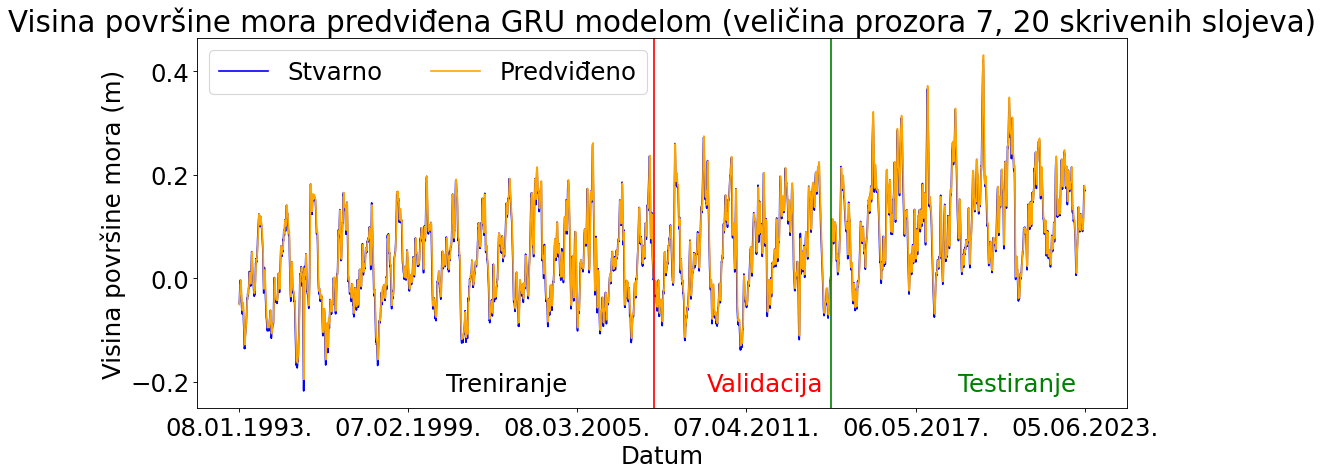 Visina površine mora predviđena GRU modelom (veličina prozora 7, 20 skrivenih slojeva)
Stvarno
Predviđeno
Visina površine mora (m)
0.4
0.2
0.0
−0.2
Treniranje
Validacija
Testiranje
08.01.1993.
07.02.1999.
08.03.2005.
07.04.2011.
06.05.2017.
05.06.2023.
Datum